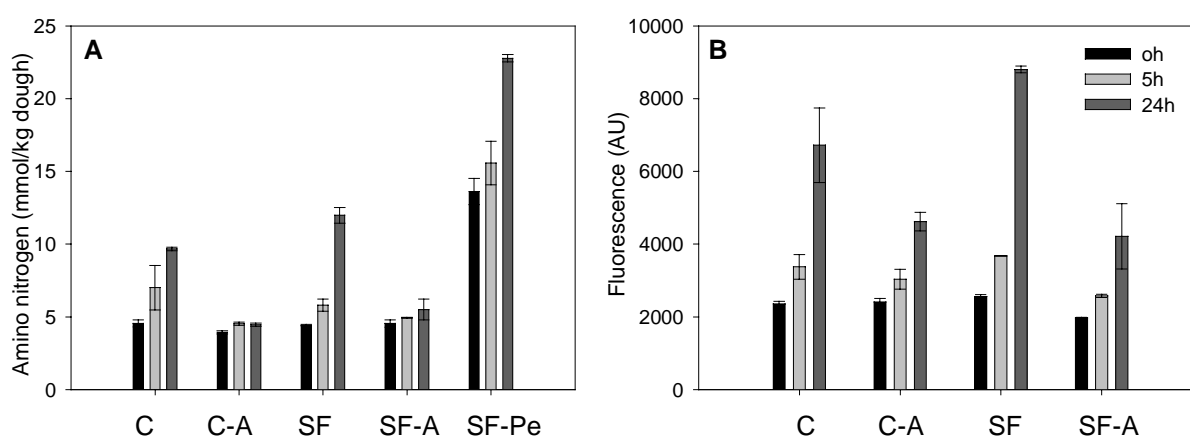 A
Amino nitrogen (mmol/kg dough)
25
20
15
10
5
0
C C-A SF SF-A SF-Pe
B
Fluorescence (AU)
10000
8000
6000
4000
2000
0
oh
5h
24h
C C-A SF SF-A